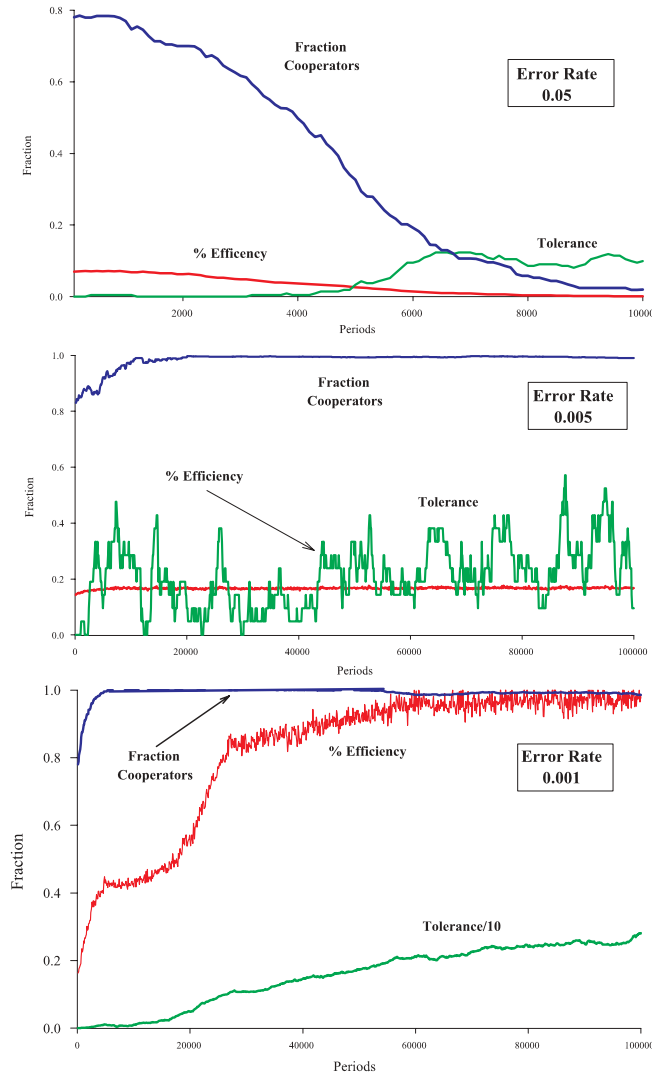 0.8
Fraction
Cooperators
Error Rate
0.05
0.6
Fraction
0.4
0.2
% Efficency
Tolerance
0.0
2000
4000
6000
8000
10000
Periods
1.0
Fraction
Cooperators
Error Rate
0.005
0.8
0.6
% Efficiency
Tolerance
Fraction
0.4
0.2
0.0
0
20000
40000
60000
80000
100000
Periods
1.0
Fraction
Cooperators
% Efficiency
Error Rate
0.001
0.8
0.6
Fraction
0.4
Tolerance/10
0.2
0.0
0
20000
40000
60000
80000
100000
Periods